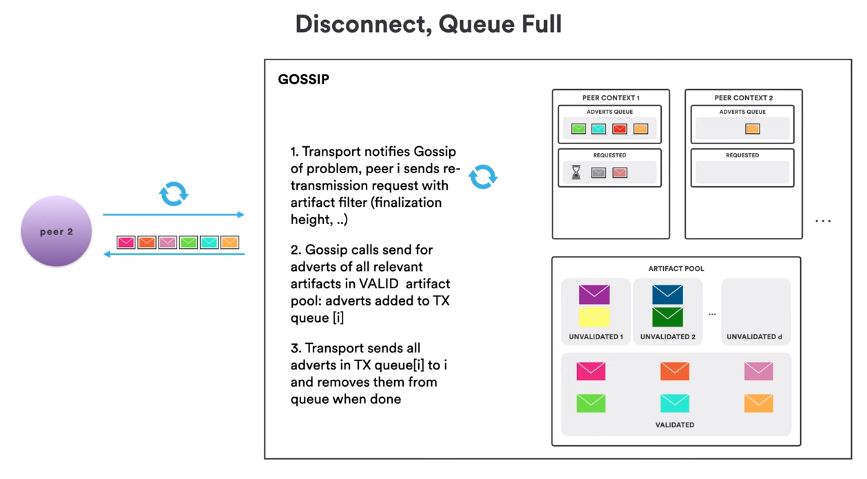 Disconnect, Queue Full
GOSSIP
1. Transport notifies Gossip
of problem, peer i sends re-
transmission request with
artifact filter (finalization
height, ..)
2. Gossip calls send for
adverts of all relevant
artifacts in VALID artifact
pool: adverts added to TX
queue [i]
3. Transport sends all
adverts in TX queue[i] to i
and removes them from
queue when done
peer 2
PEER CONTEXT 1
ADVERTS QUEUE
REQUESTED
PEER CONTEXT 2
ADVERTS QUEUE
REQUESTED
...
ARTIFACT POOL
UNVALIDATED 1
UNVALIDATED 2
...
UNVALIDATED d
VALIDATED